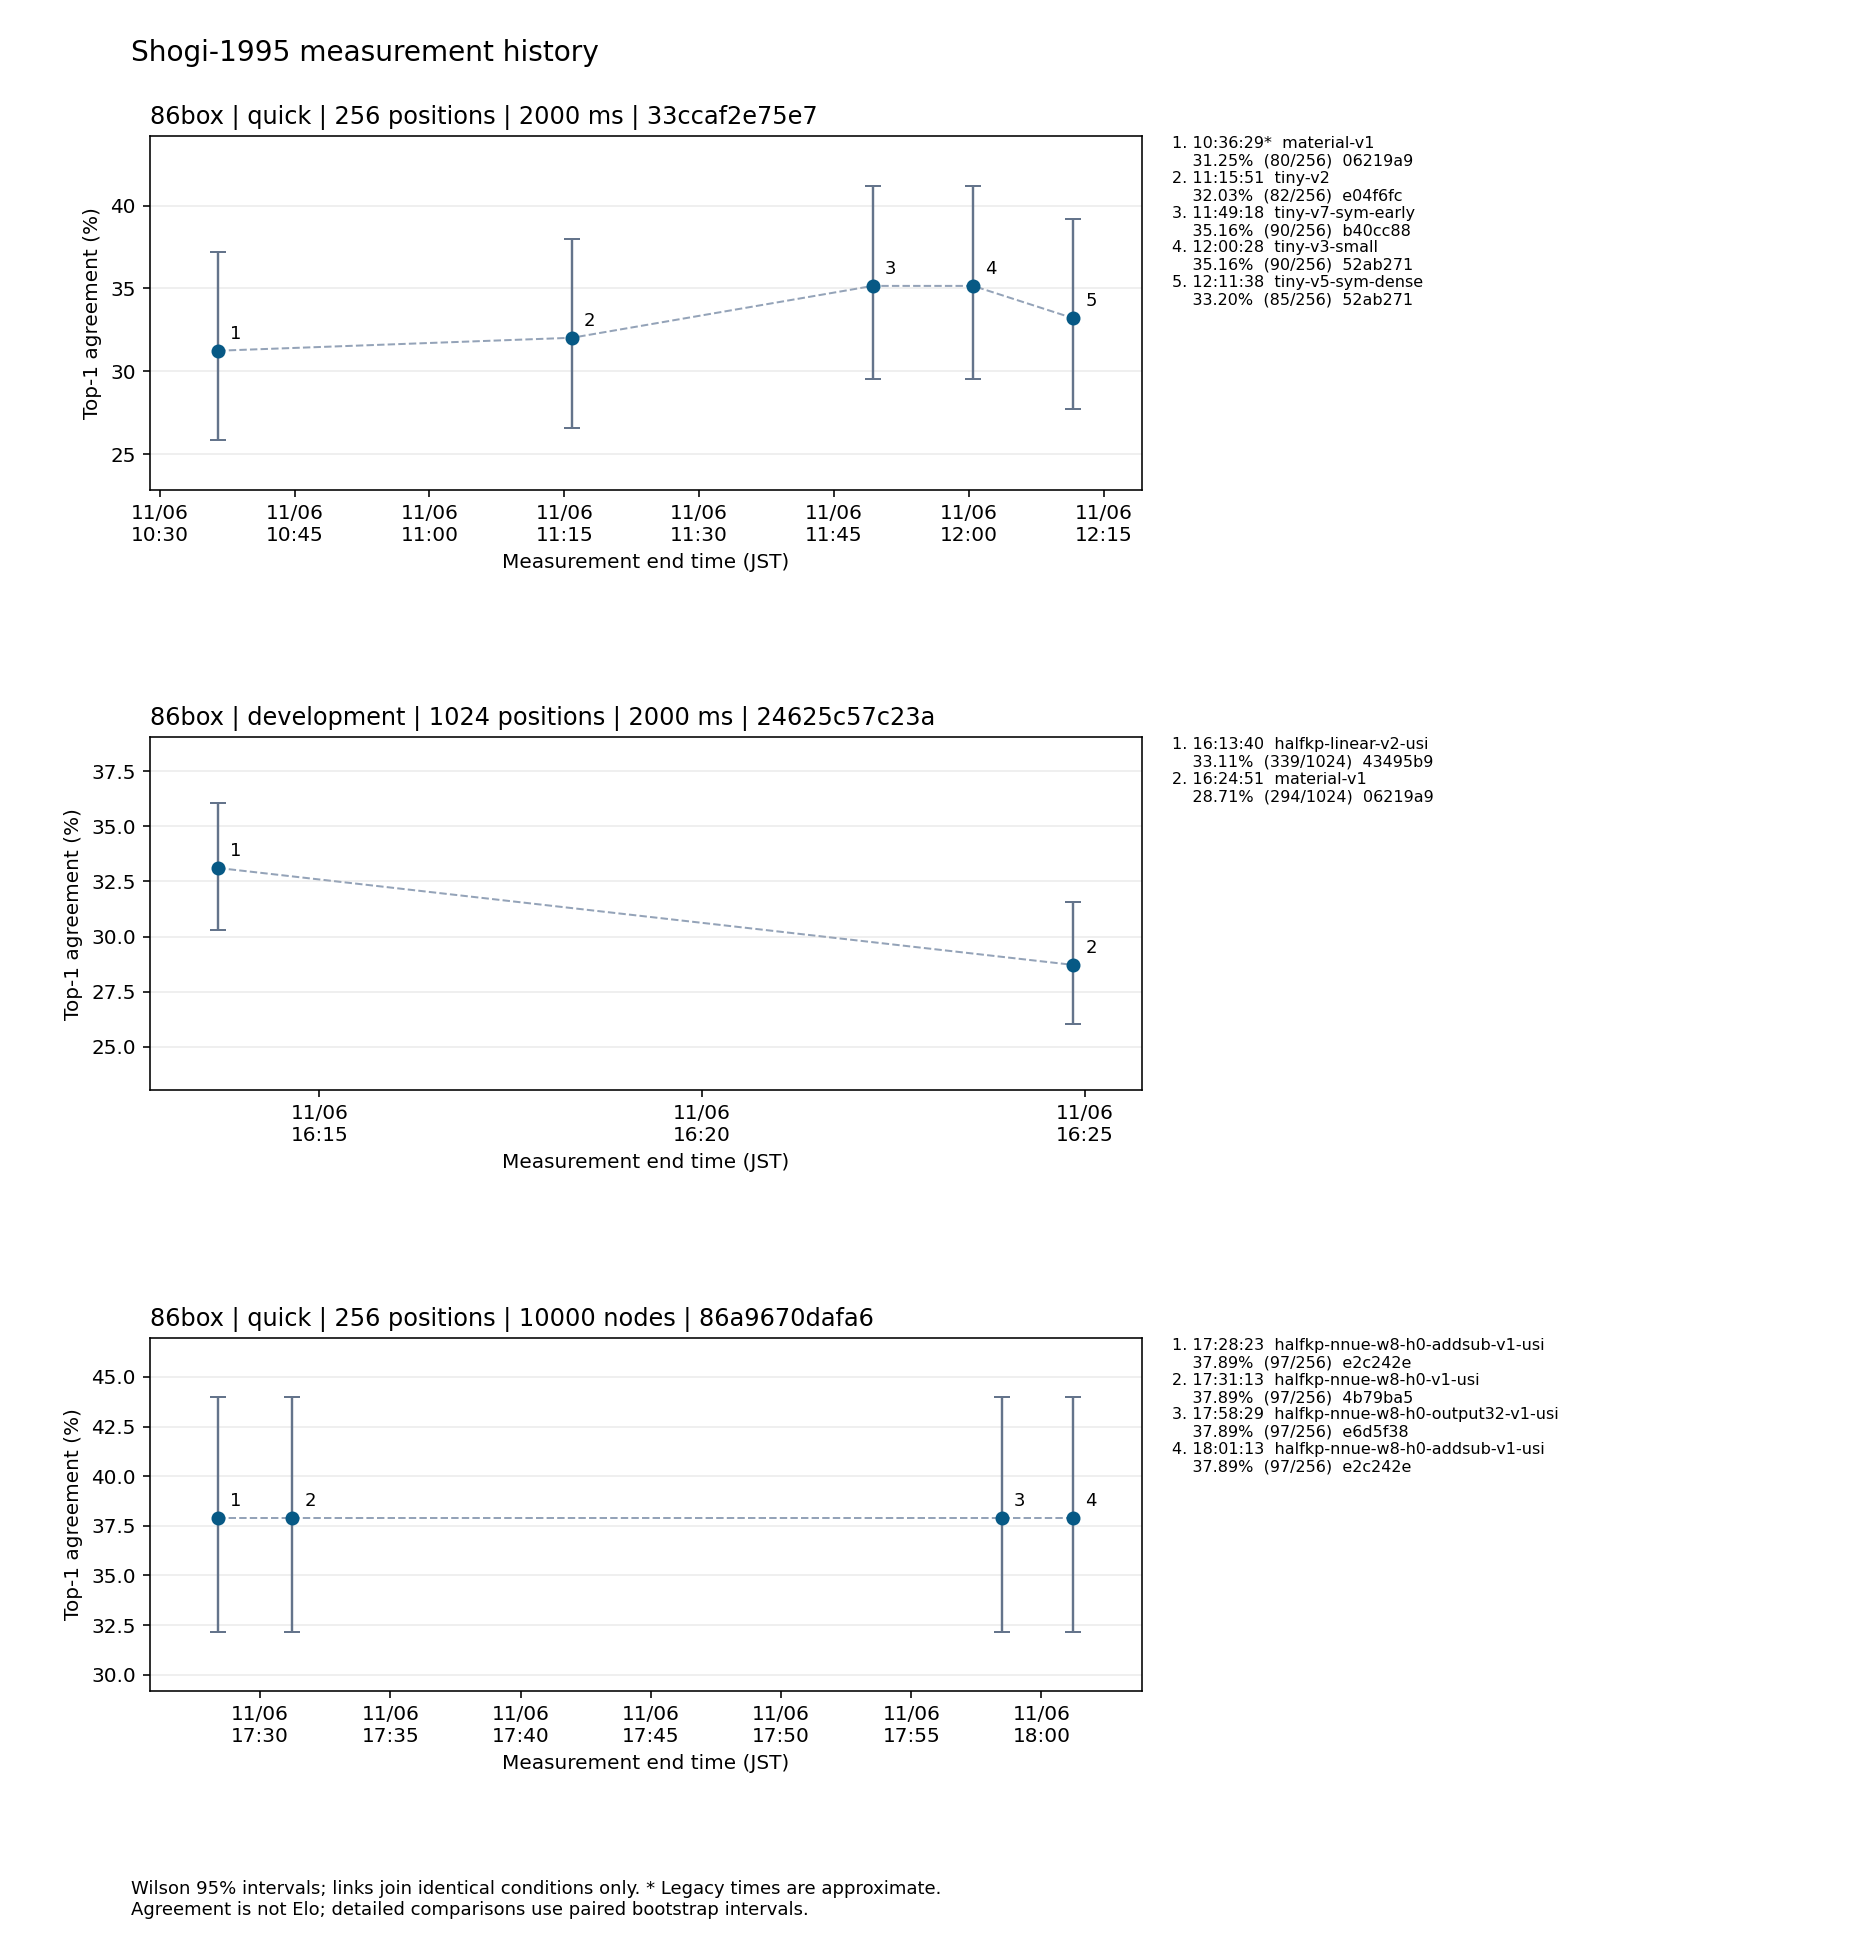 Shogi-1995 measurement history
86box | quick | 256 positions | 2000 ms | 33ccaf2e75e7
Top-1 agreement (%)
40
35
30
25
1
2
3
4
5
11/06 11/06 11/06 11/06 11/06 11/06 11/06 11/06
10:30 10:45 11:00 11:15 11:30 11:45 12:00 12:15
Measurement end time (JST)
1. 10:36:29* material-v1
31.25% (80/256) 06219a9
2. 11:15:51 tiny-v2
32.03% (82/256) e04f6fc
3. 11:49:18 tiny-v7-sym-early
35.16% (90/256) b40cc88
4. 12:00:28 tiny-v3-small
35.16% (90/256) 52ab271
5. 12:11:38 tiny-v5-sym-dense
33.20% (85/256) 52ab271
86box | development | 1024 positions | 2000 ms | 24625c57c23a
Top-1 agreement (%)
37.5
35.0
32.5
30.0
27.5
25.0
1
2
11/06 11/06 11/06
16:15 16:20 16:25
Measurement end time (JST)
1. 16:13:40 halfkp-linear-v2-usi
33.11% (339/1024) 43495b9
2. 16:24:51 material-v1
28.71% (294/1024) 06219a9
86box | quick | 256 positions | 10000 nodes | 86a9670dafa6
Top-1 agreement (%)
45.0
42.5
40.0
37.5
35.0
32.5
30.0
1
2
3
4
11/06 11/06 11/06 11/06 11/06 11/06 11/06
17:30 17:35 17:40 17:45 17:50 17:55 18:00
Measurement end time (JST)
1. 17:28:23 halfkp-nnue-w8-h0-addsub-v1-usi
37.89% (97/256) e2c242e
2. 17:31:13 halfkp-nnue-w8-h0-v1-usi
37.89% (97/256) 4b79ba5
3. 17:58:29 halfkp-nnue-w8-h0-output32-v1-usi
37.89% (97/256) e6d5f38
4. 18:01:13 halfkp-nnue-w8-h0-addsub-v1-usi
37.89% (97/256) e2c242e
Wilson 95% intervals; links join identical conditions only. * Legacy times are approximate.
Agreement is not Elo; detailed comparisons use paired bootstrap intervals.